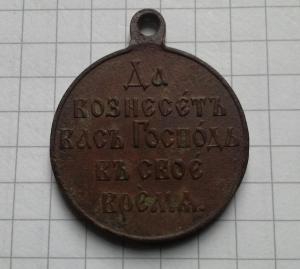 Да
вознесетъ
васъ Господь
въ свое
время.